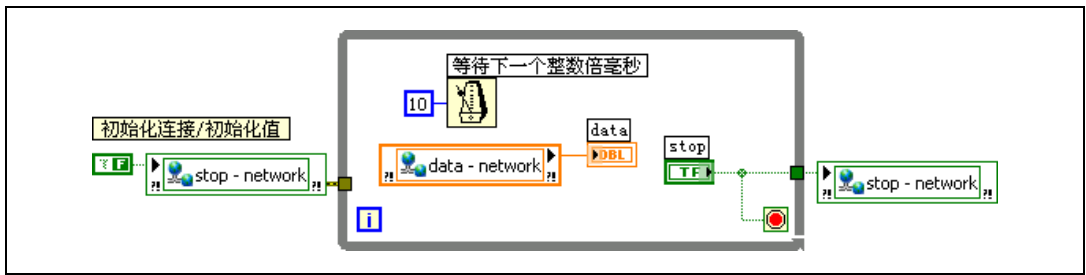 等待下一个整数倍毫秒
10
初始化连接/初始化值
data
DBL
stop
TF
F
?!
stop - network
?!
?!
data - network
?!
?!
stop - network
?!
i